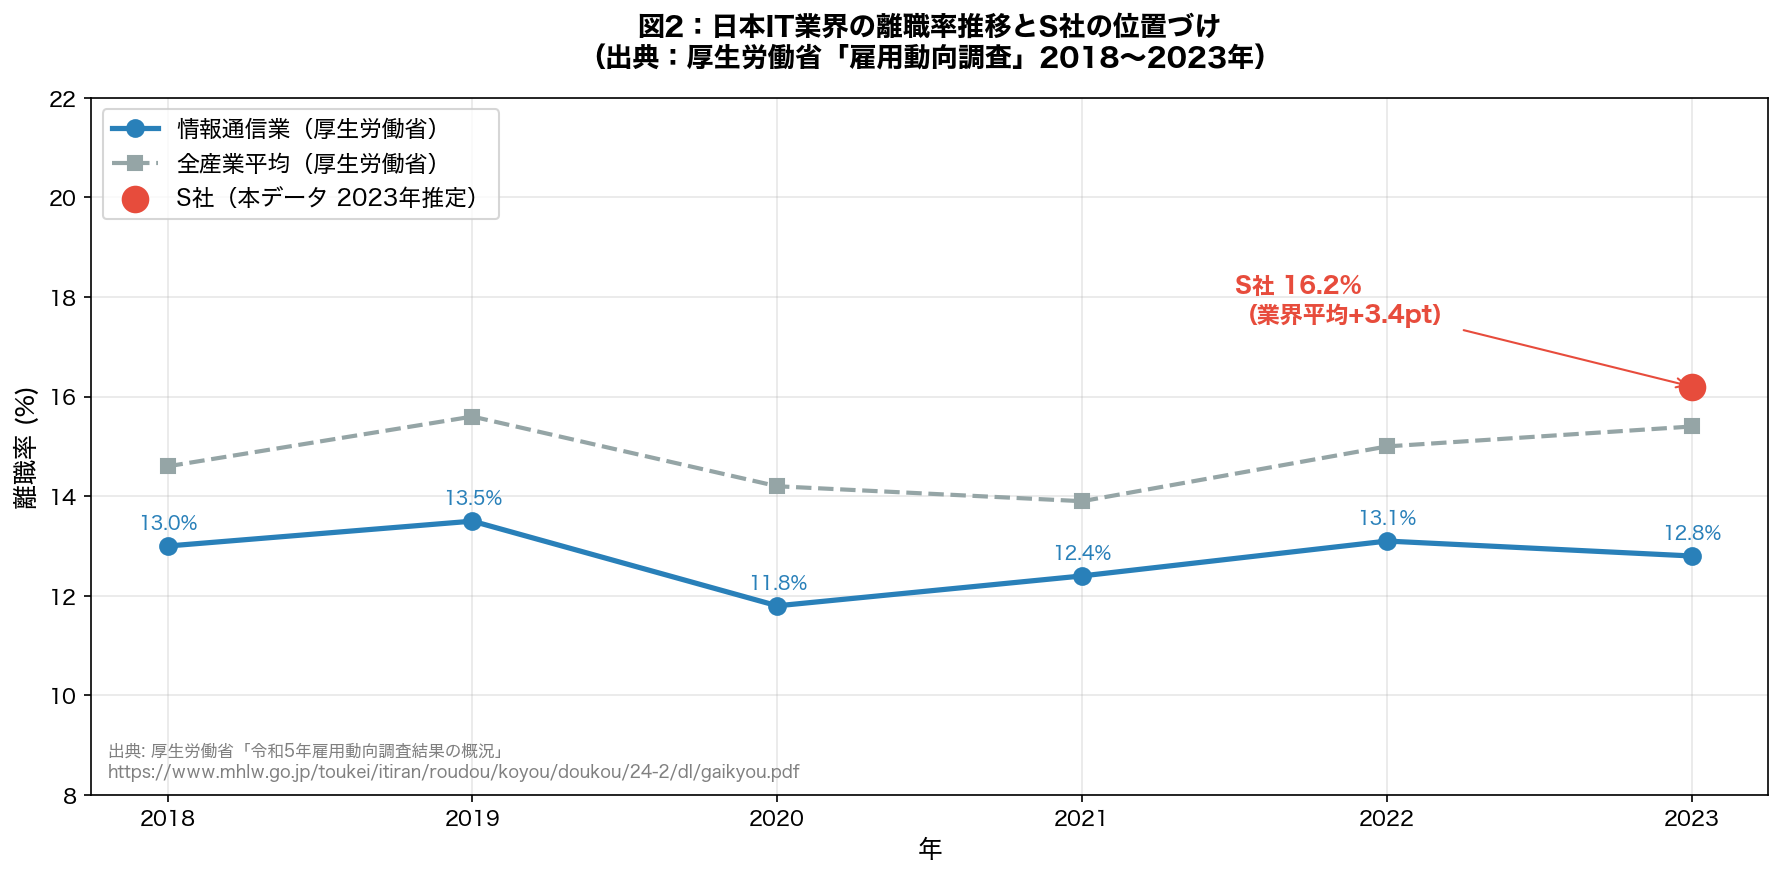 図2：日本IT業界の離職率推移とS社の位置づけ
（出典：厚生労働省「雇用動向調査」2018～2023年）
情報通信業（厚生労働省）
全産業平均（厚生労働省）
S社（本データ 2023年推定）
離職率 (%)
22
20
18
16
14
12
10
8
S社 16.2%
（業界平均+3.4pt）
13.0%
13.5%
11.8%
12.4%
13.1%
12.8%
出典: 厚生労働省「令和5年雇用動向調査結果の概況」
https://www.mhlw.go.jp/toukei/itiran/roudou/koyou/doukou/24-2/dl/gaikyou.pdf
2018
2019
2020
2021
2022
2023
年